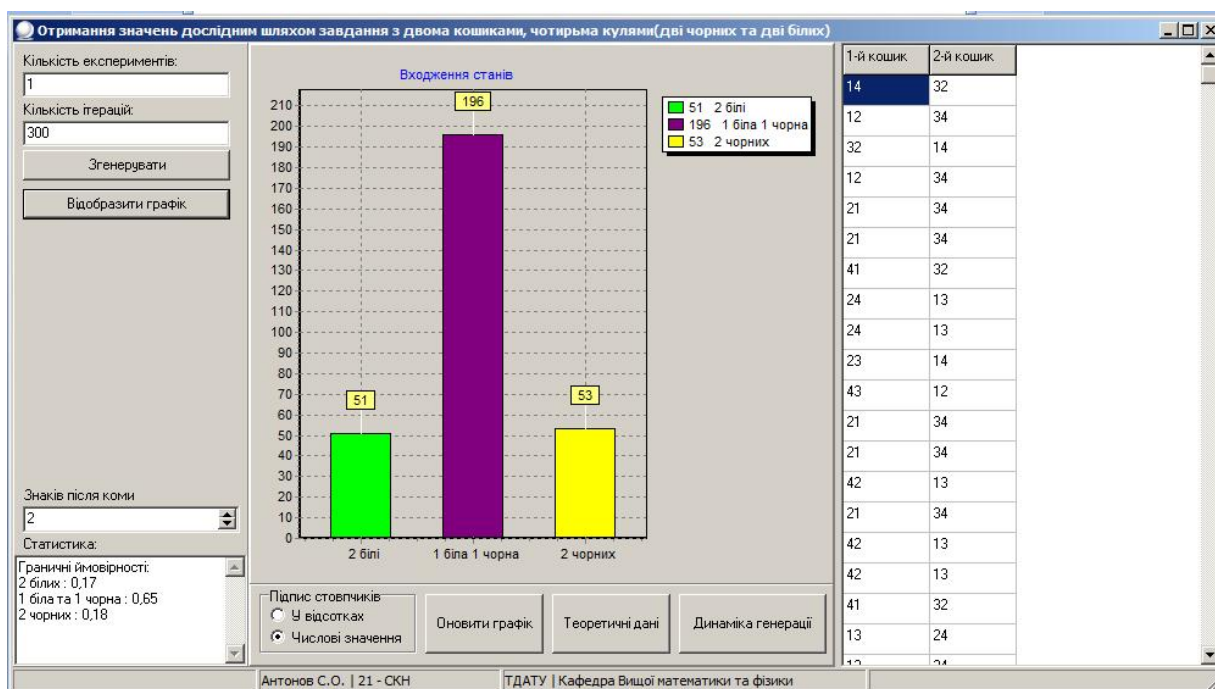 Отримання значень дослідним шляхом завдання з двома кошиками, чотирьма кулями(дві чорних та дві білих)
Кількість експериментів:
1
Кількість ітерацій:
300
Згенерувати
Відобразити графік
Знаків після коми
2
Статистика:
Граничні ймовірності:
2 білих : 0,17
1 біла та 1 чорна : 0,65
2 чорних : 0,18
Входження станів
210
200
190
180
170
160
150
140
130
120
110
100
90
80
70
60
50
40
30
20
10
0
51
196
53
2 білі
1 біла 1 чорна
2 чорних
51 2 білі
196 1 біла 1 чорна
53 2 чорних
Підпис стовпчиків
У відсотках
Числові значення
Оновити графік
Теоретичні дані
Динаміка генерації
1-й кошик 2-й кошик
14 32
12 34
32 14
12 34
21 34
21 34
41 32
24 13
24 13
23 14
43 12
21 34
21 34
42 13
21 34
42 13
42 13
41 32
13 24
Антонов С.О. | 21 - СКН
ТДАТУ | Кафедра Вищої математики та фізики